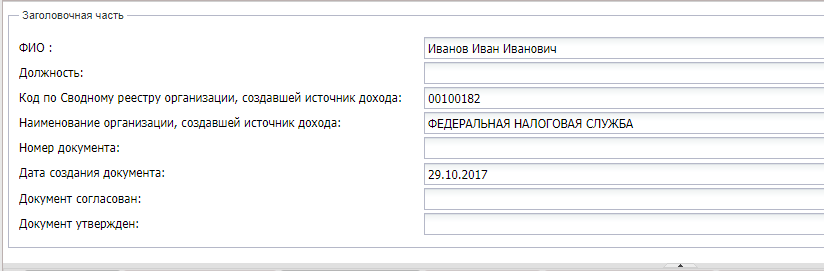 Заголовочная часть
ФИО : Иванов Иван Иванович
Должность:
Код по Сводному реестру организации, создавшей источник дохода: 00100182
Наименование организации, создавшей источник дохода: ФЕДЕРАЛЬНАЯ НАЛОГОВАЯ СЛУЖБА
Номер документа:
Дата создания документа: 29.10.2017
Документ согласован:
Документ утвержден: